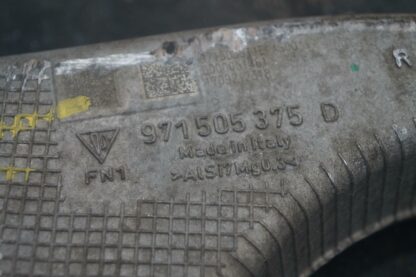 R
971 505 375 D
Made in Italy
FN1
>AlSi7Mg0.3<